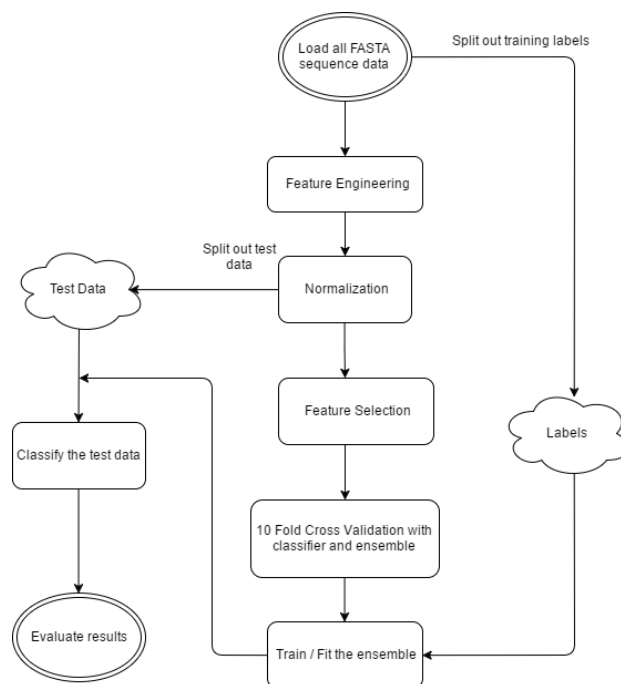 Load all FASTA
sequence data
Split out training labels
Feature Engineering
Split out test
data
Normalization
Test Data
Feature Selection
Labels
Classify the test data
10 Fold Cross Validation with
classifier and ensemble
Evaluate results
Train / Fit the ensemble